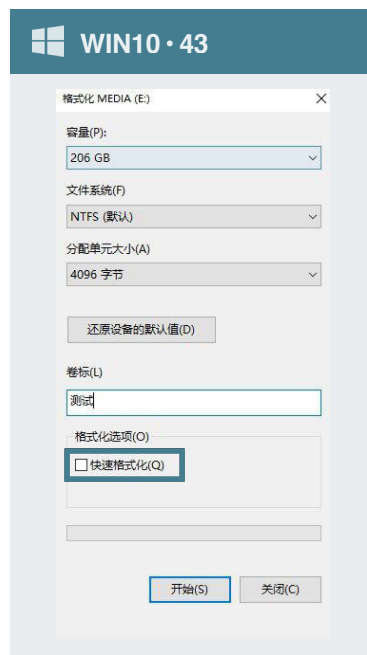 WIN10·43
格式化 MEDIA (E:)
容量(P):
206 GB
文件系统(F)
NTFS (默认)
分配单元大小(A)
4096 字节
还原设备的默认值(D)
卷标(L)
测试
格式化选项(O)
快速格式化(Q)
开始(S)
关闭(C)